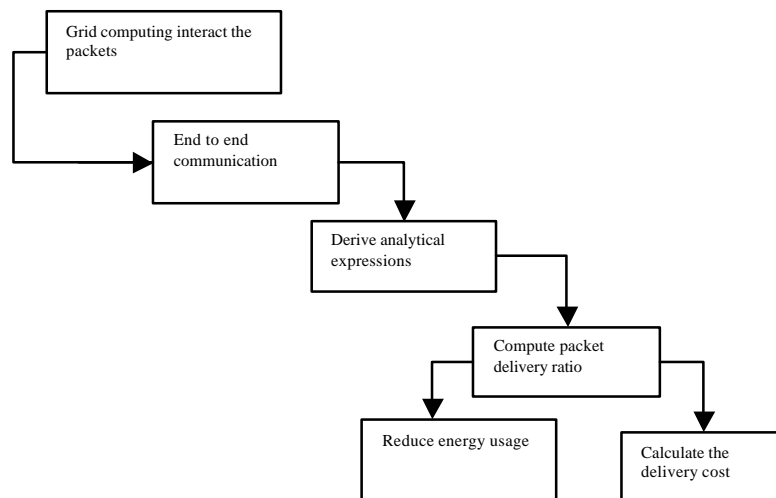 Grid computing interact the
packets
End to end
communication
Derive analytical
expressions
Compute packet
delivery ratio
Reduce energy usage
Calculate the
delivery cost